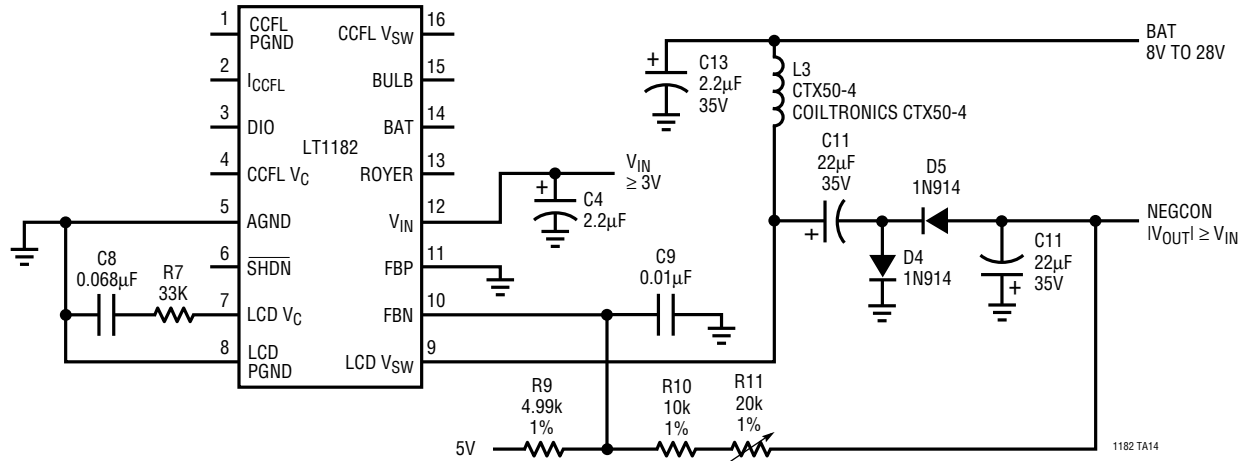 1
CCFL
PGND
2
ICCFL
3
DIO
4
CCFL VC
5
AGND
6
SHDN
7
LCD VC
8
LCD
PGND
LT1182
16
CCFL VSW
15
BULB
14
BAT
13
ROYER
12
VIN
11
FBP
10
FBN
9
LCD VSW
C8
0.068µF
R7
33K
VIN
≥ 3V
+
C4
2.2µF
C9
0.01µF
+
C13
2.2µF
35V
BAT
8V TO 28V
L3
CTX50-4
COILTRONICS CTX50-4
C11
22µF
35V
+
D5
1N914
D4
1N914
C11
22µF
35V
+
NEGCON
|VOUT| ≥ VIN
5V
R9
4.99k
1%
R10
10k
1%
R11
20k
1%
1182 TA14